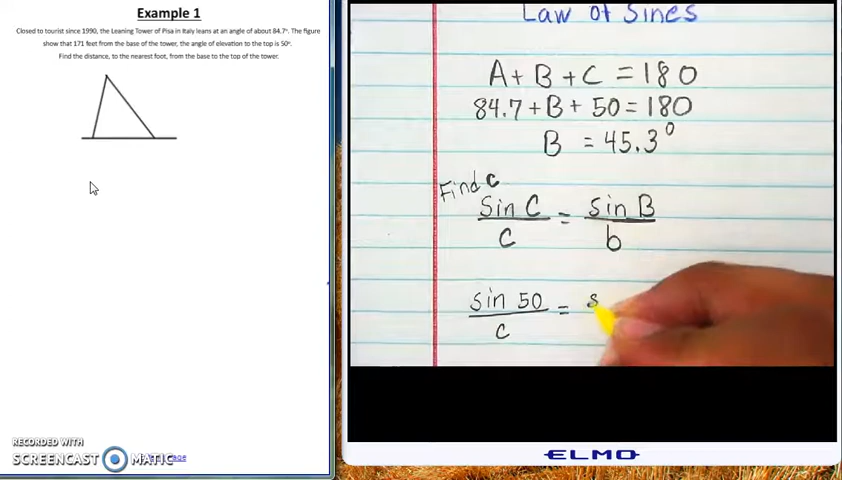 Example 1
Closed to tourist since 1990, the Leaning Tower of Pisa in Italy leans at an angle of about 84.7º. The figure
show that 171 feet from the base of the tower, the angle of elevation to the top is 50º.
Find the distance, to the nearest foot, from the base to the top of the tower.
RECORDED WITH
SCREENCAST MATIC
Law of Sines
A + B + C = 180
84.7 + B + 50 = 180
B = 45.3°
Find c
Sin C / c = Sin B / b
sin 50 / c = s
ELMO